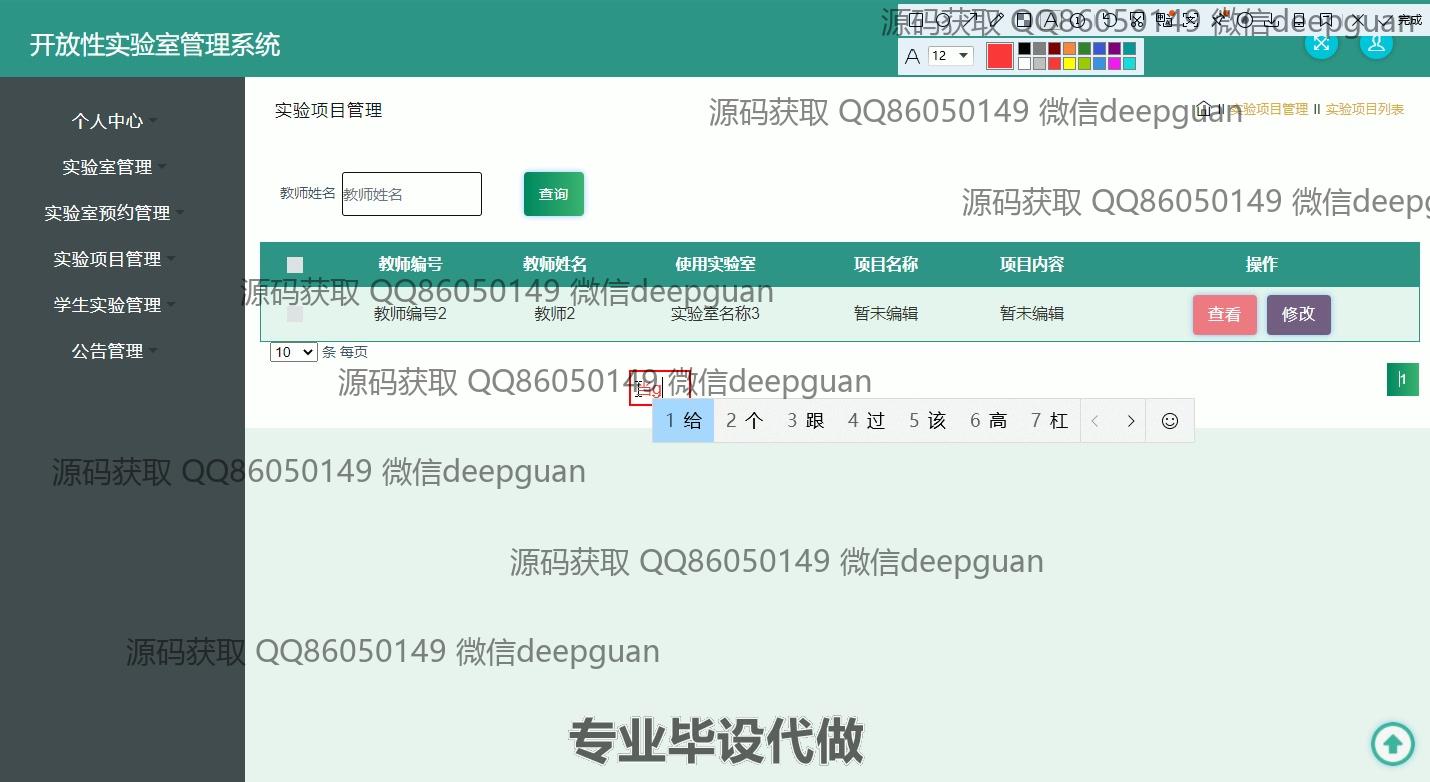 源码获取 QQ86050149 微信deepguan
完成
开放性实验室管理系统
A 12
个人中心
实验室管理
实验室预约管理
实验项目管理
学生实验管理
公告管理
实验项目管理
源码获取 QQ86050149 微信deepguan
实验项目管理 II 实验项目列表
教师姓名 教师姓名 查询
源码获取 QQ86050149 微信deepg
教师编号 教师姓名 使用实验室 项目名称 项目内容 操作
源码获取 QQ86050149 微信deepguan
教师编号2 教师2 实验室名称3 暂未编辑 暂未编辑 查看 修改
10 条 每页
源码获取 QQ86050149 微信deepguan
1
1 给 2 个 3 跟 4 过 5 该 6 高 7 杠
源码获取 QQ86050149 微信deepguan
源码获取 QQ86050149 微信deepguan
源码获取 QQ86050149 微信deepguan
专业毕设代做